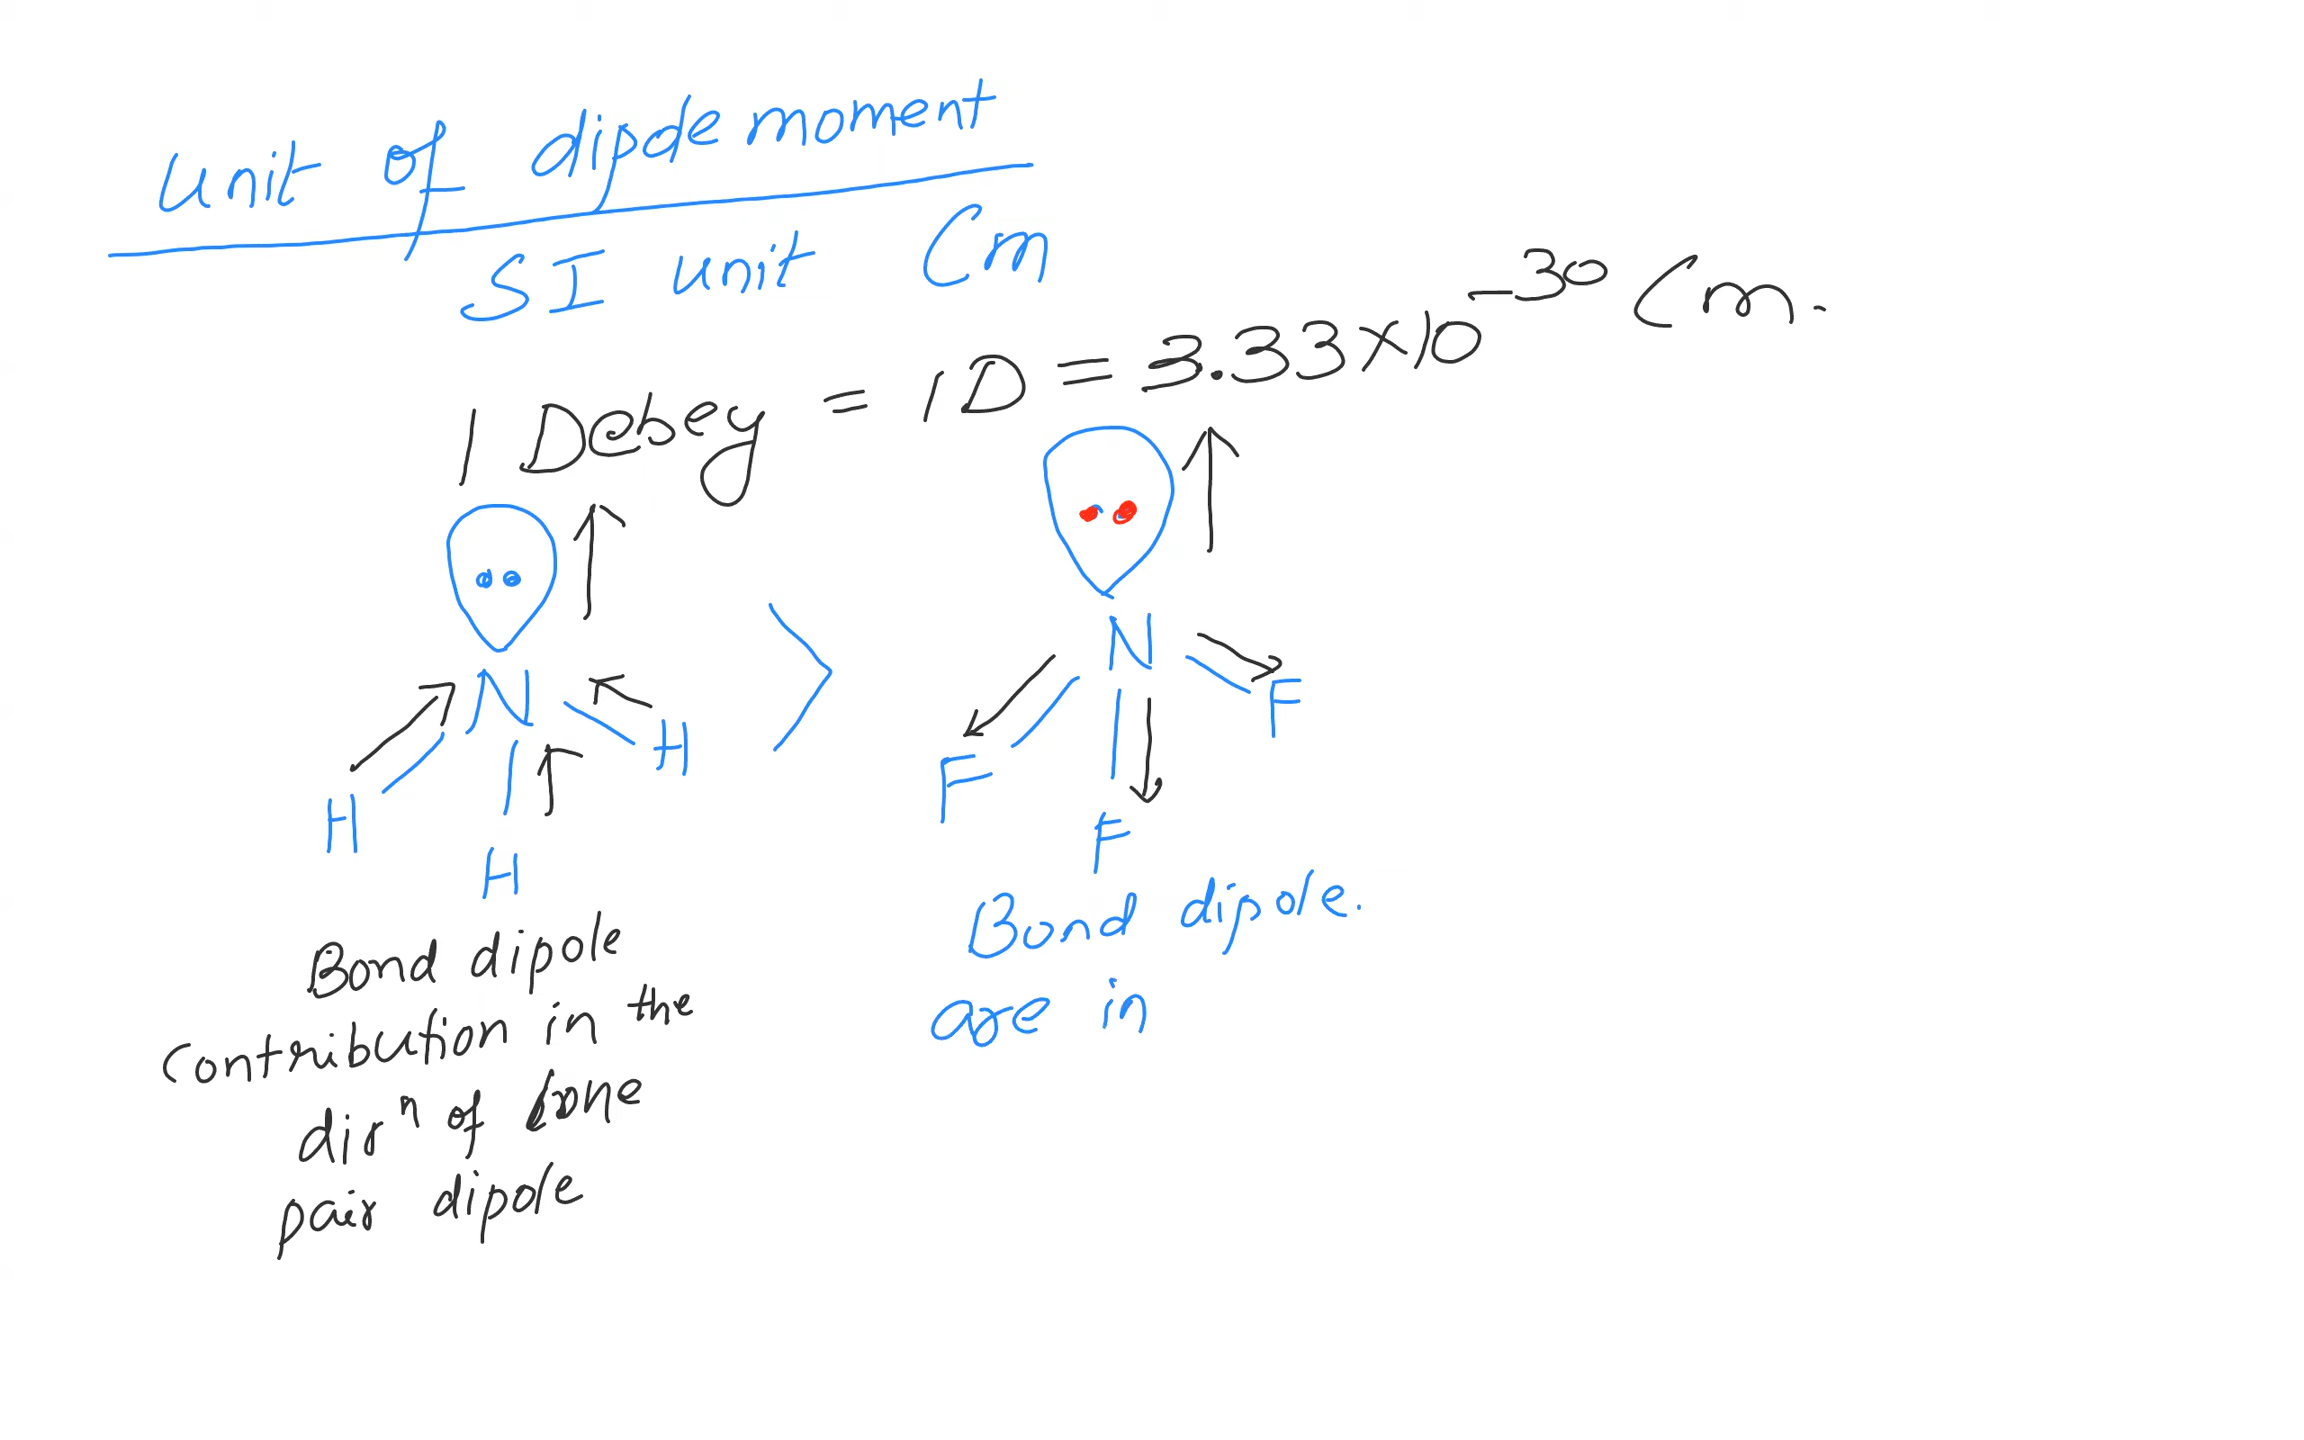 Unit of dipole moment
SI unit Cm
1 Debey = 1D = 3.33×10⁻³⁰ Cm.
N
H
H
H
>
N
F
F
F
Bond dipole
contribution in the
dirⁿ of lone
pair dipole
Bond dipole.
are in